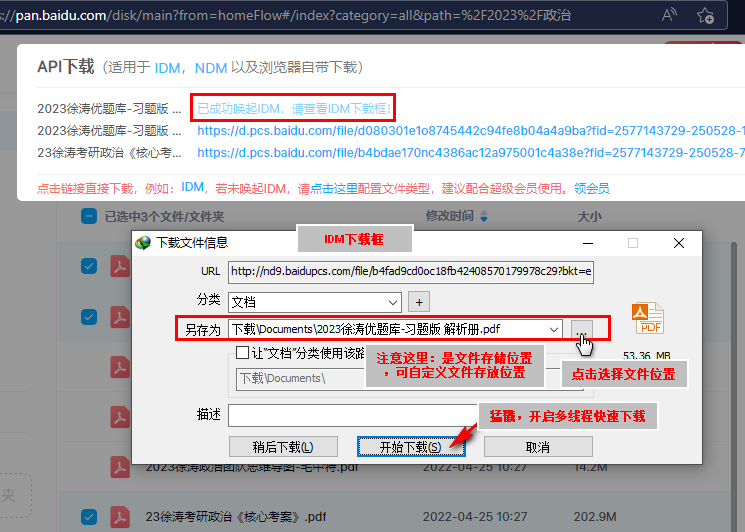 https://pan.baidu.com/disk/main?from=homeFlow#/index?category=all&path=%2F2023%2F政治
API下载（适用于 IDM，NDM 以及浏览器自带下载）
2023徐涛优题库-习题版 ... 已成功唤起IDM，请查看IDM下载框!
2023徐涛优题库-习题版 ... https://d.pcs.baidu.com/file/d080301e1o8745442c94fe8b04a4a9ba?fid=2577143729-250528-1
23徐涛考研政治《核心考... https://d.pcs.baidu.com/file/b4bdae170nc4386ac12a975001c4a38e?fid=2577143729-250528-7
点击链接直接下载，例如：IDM，若未唤起IDM，请点击这里配置文件类型，建议配合超级会员使用。领会员
已选中3个文件/文件夹 修改时间 大小
下载文件信息
IDM下载框
URL http://nd9.baidupcs.com/file/b4fad9cd0oc18fb42408570179978c29?bkt=e
分类 文档 +
另存为 下载\Documents\2023徐涛优题库-习题版 解析册.pdf ...
PDF
53.36 MB
让"文档"分类使用该路
注意这里：是文件存储位置
，可自定义文件存放位置
下载\Documents\
点击选择文件位置
描述
猛戳，开启多线程快速下载
稍后下载(L) 开始下载(S) 取消
2023徐涛政治团队思维导图-毛中特.pdf 2022-04-25 10:27 14.2M
夹
23徐涛考研政治《核心考案》.pdf 2022-04-25 10:27 202.9M